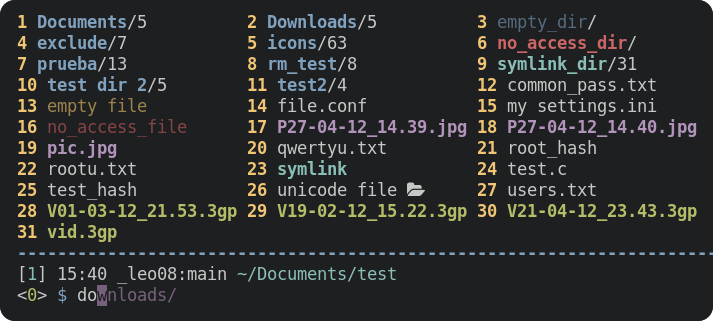 1 Documents/5 2 Downloads/5 3 empty_dir/
4 exclude/7 5 icons/63 6 no_access_dir/
7 prueba/13 8 rm_test/8 9 symlink_dir/31
10 test dir 2/5 11 test2/4 12 common_pass.txt
13 empty file 14 file.conf 15 my settings.ini
16 no_access_file 17 P27-04-12_14.39.jpg 18 P27-04-12_14.40.jpg
19 pic.jpg 20 qwertyu.txt 21 root_hash
22 rootu.txt 23 symlink 24 test.c
25 test_hash 26 unicode file 27 users.txt
28 V01-03-12_21.53.3gp 29 V19-02-12_15.22.3gp 30 V21-04-12_23.43.3gp
31 vid.3gp
[1] 15:40 _leo08:main ~/Documents/test
<0> $ downloads/